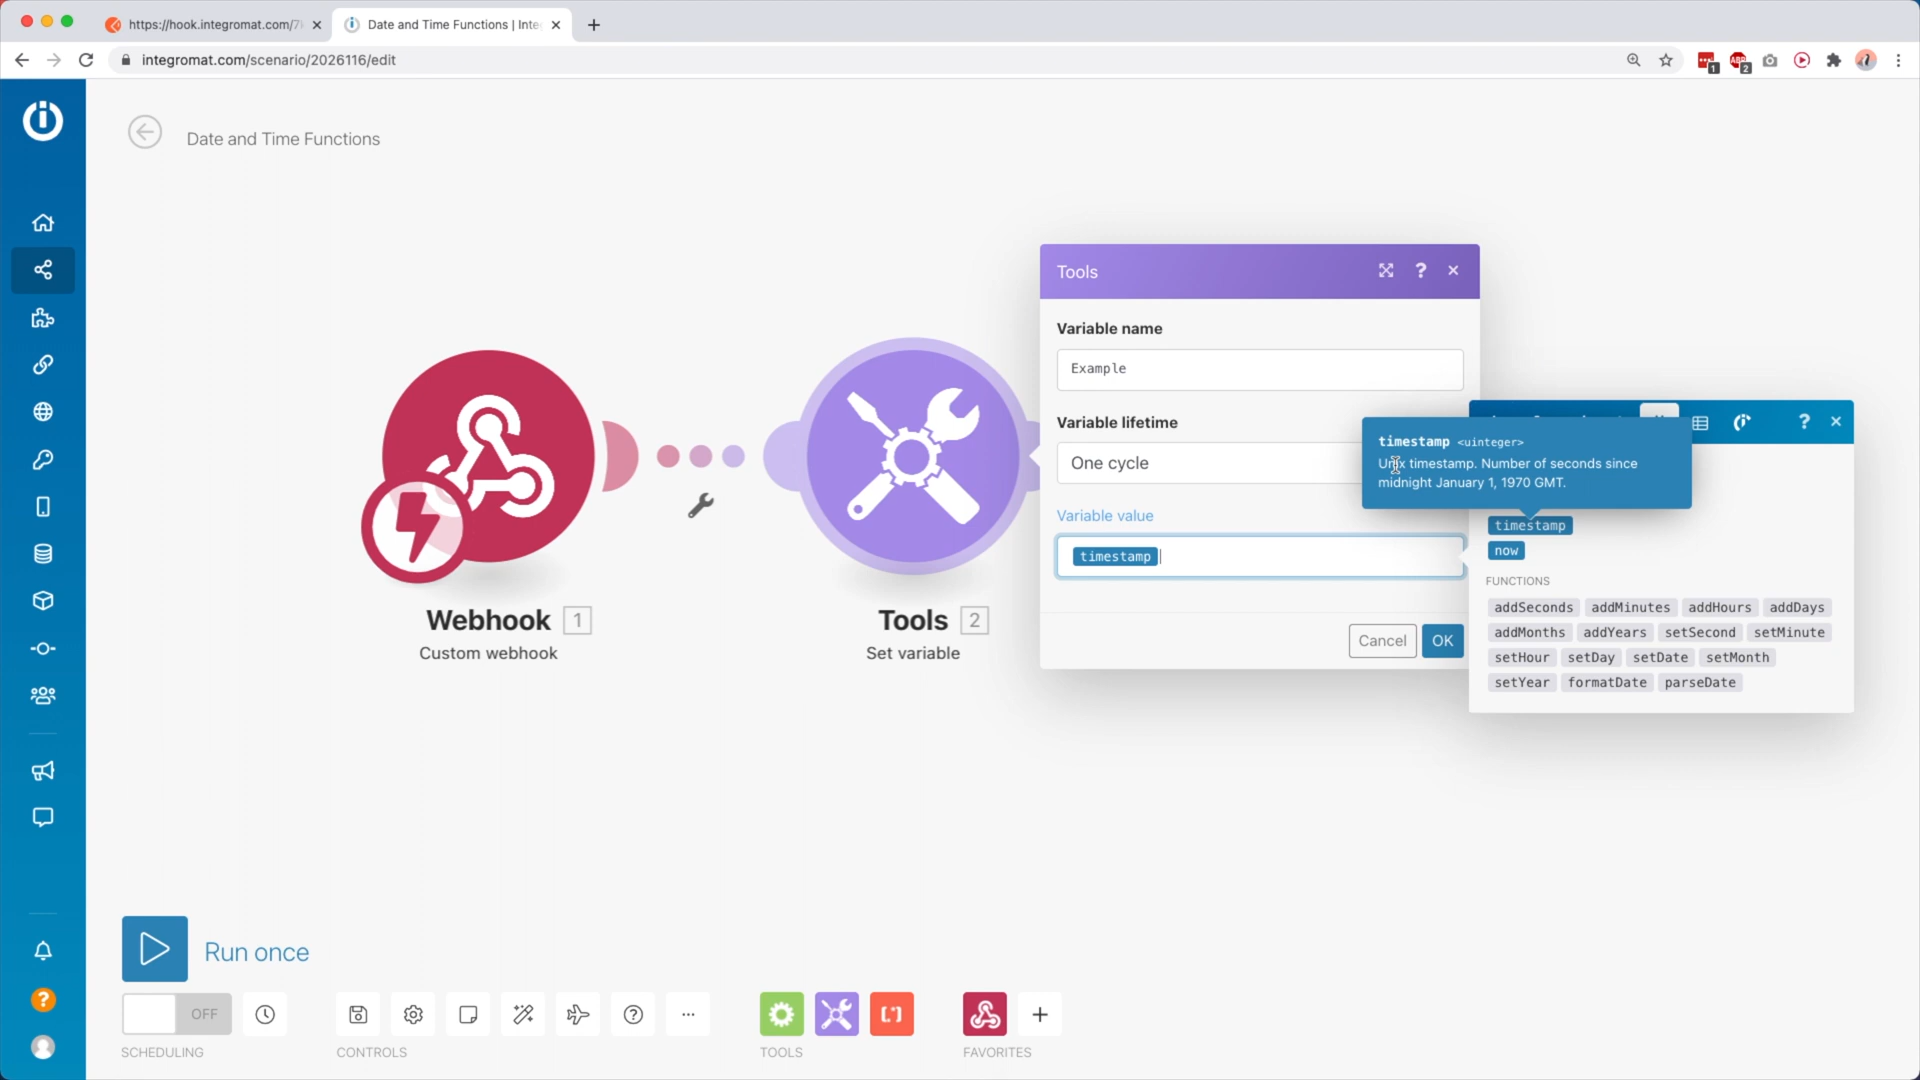 https://hook.integromat.com/7
Date and Time Functions | Inte
integromat.com/scenario/2026116/edit
1
2
Date and Time Functions
Tools
Variable name
Example
Variable lifetime
One cycle
timestamp <uinteger>
Unix timestamp. Number of seconds since
midnight January 1, 1970 GMT.
Variable value
timestamp
timestamp
now
FUNCTIONS
addSeconds addMinutes addHours addDays
addMonths addYears setSecond setMinute
setHour setDay setDate setMonth
setYear formatDate parseDate
Cancel OK
Webhook 1
Custom webhook
Tools 2
Set variable
Run once
OFF
SCHEDULING
CONTROLS
TOOLS
FAVORITES